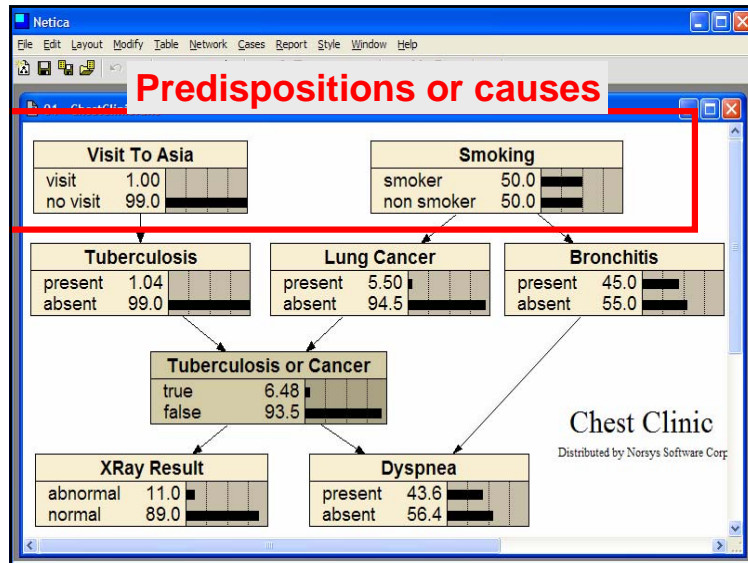 Netica
File Edit Layout Modify Table Network Cases Report Style Window Help
Predispositions or causes
Visit To Asia
visit 1.00
no visit 99.0
Smoking
smoker 50.0
non smoker 50.0
Tuberculosis
present 1.04
absent 99.0
Lung Cancer
present 5.50
absent 94.5
Bronchitis
present 45.0
absent 55.0
Tuberculosis or Cancer
true 6.48
false 93.5
Chest Clinic
Distributed by Norsys Software Corp
XRay Result
abnormal 11.0
normal 89.0
Dyspnea
present 43.6
absent 56.4